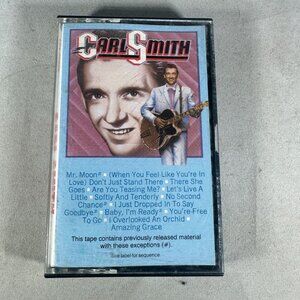 CARL SMITH
Mr. Moon# • (When You Feel Like You're In
Love) Don't Just Stand There • There She
Goes • Are You Teasing Me? • Let's Live A
Little • Softly And Tenderly • No Second
Chance# • I Just Dropped In To Say
Goodbye# • Baby, I'm Ready# • You're Free
To Go • I Overlooked An Orchid •
Amazing Grace
This tape contains previously released material
with these exceptions (#).
See label for sequence.